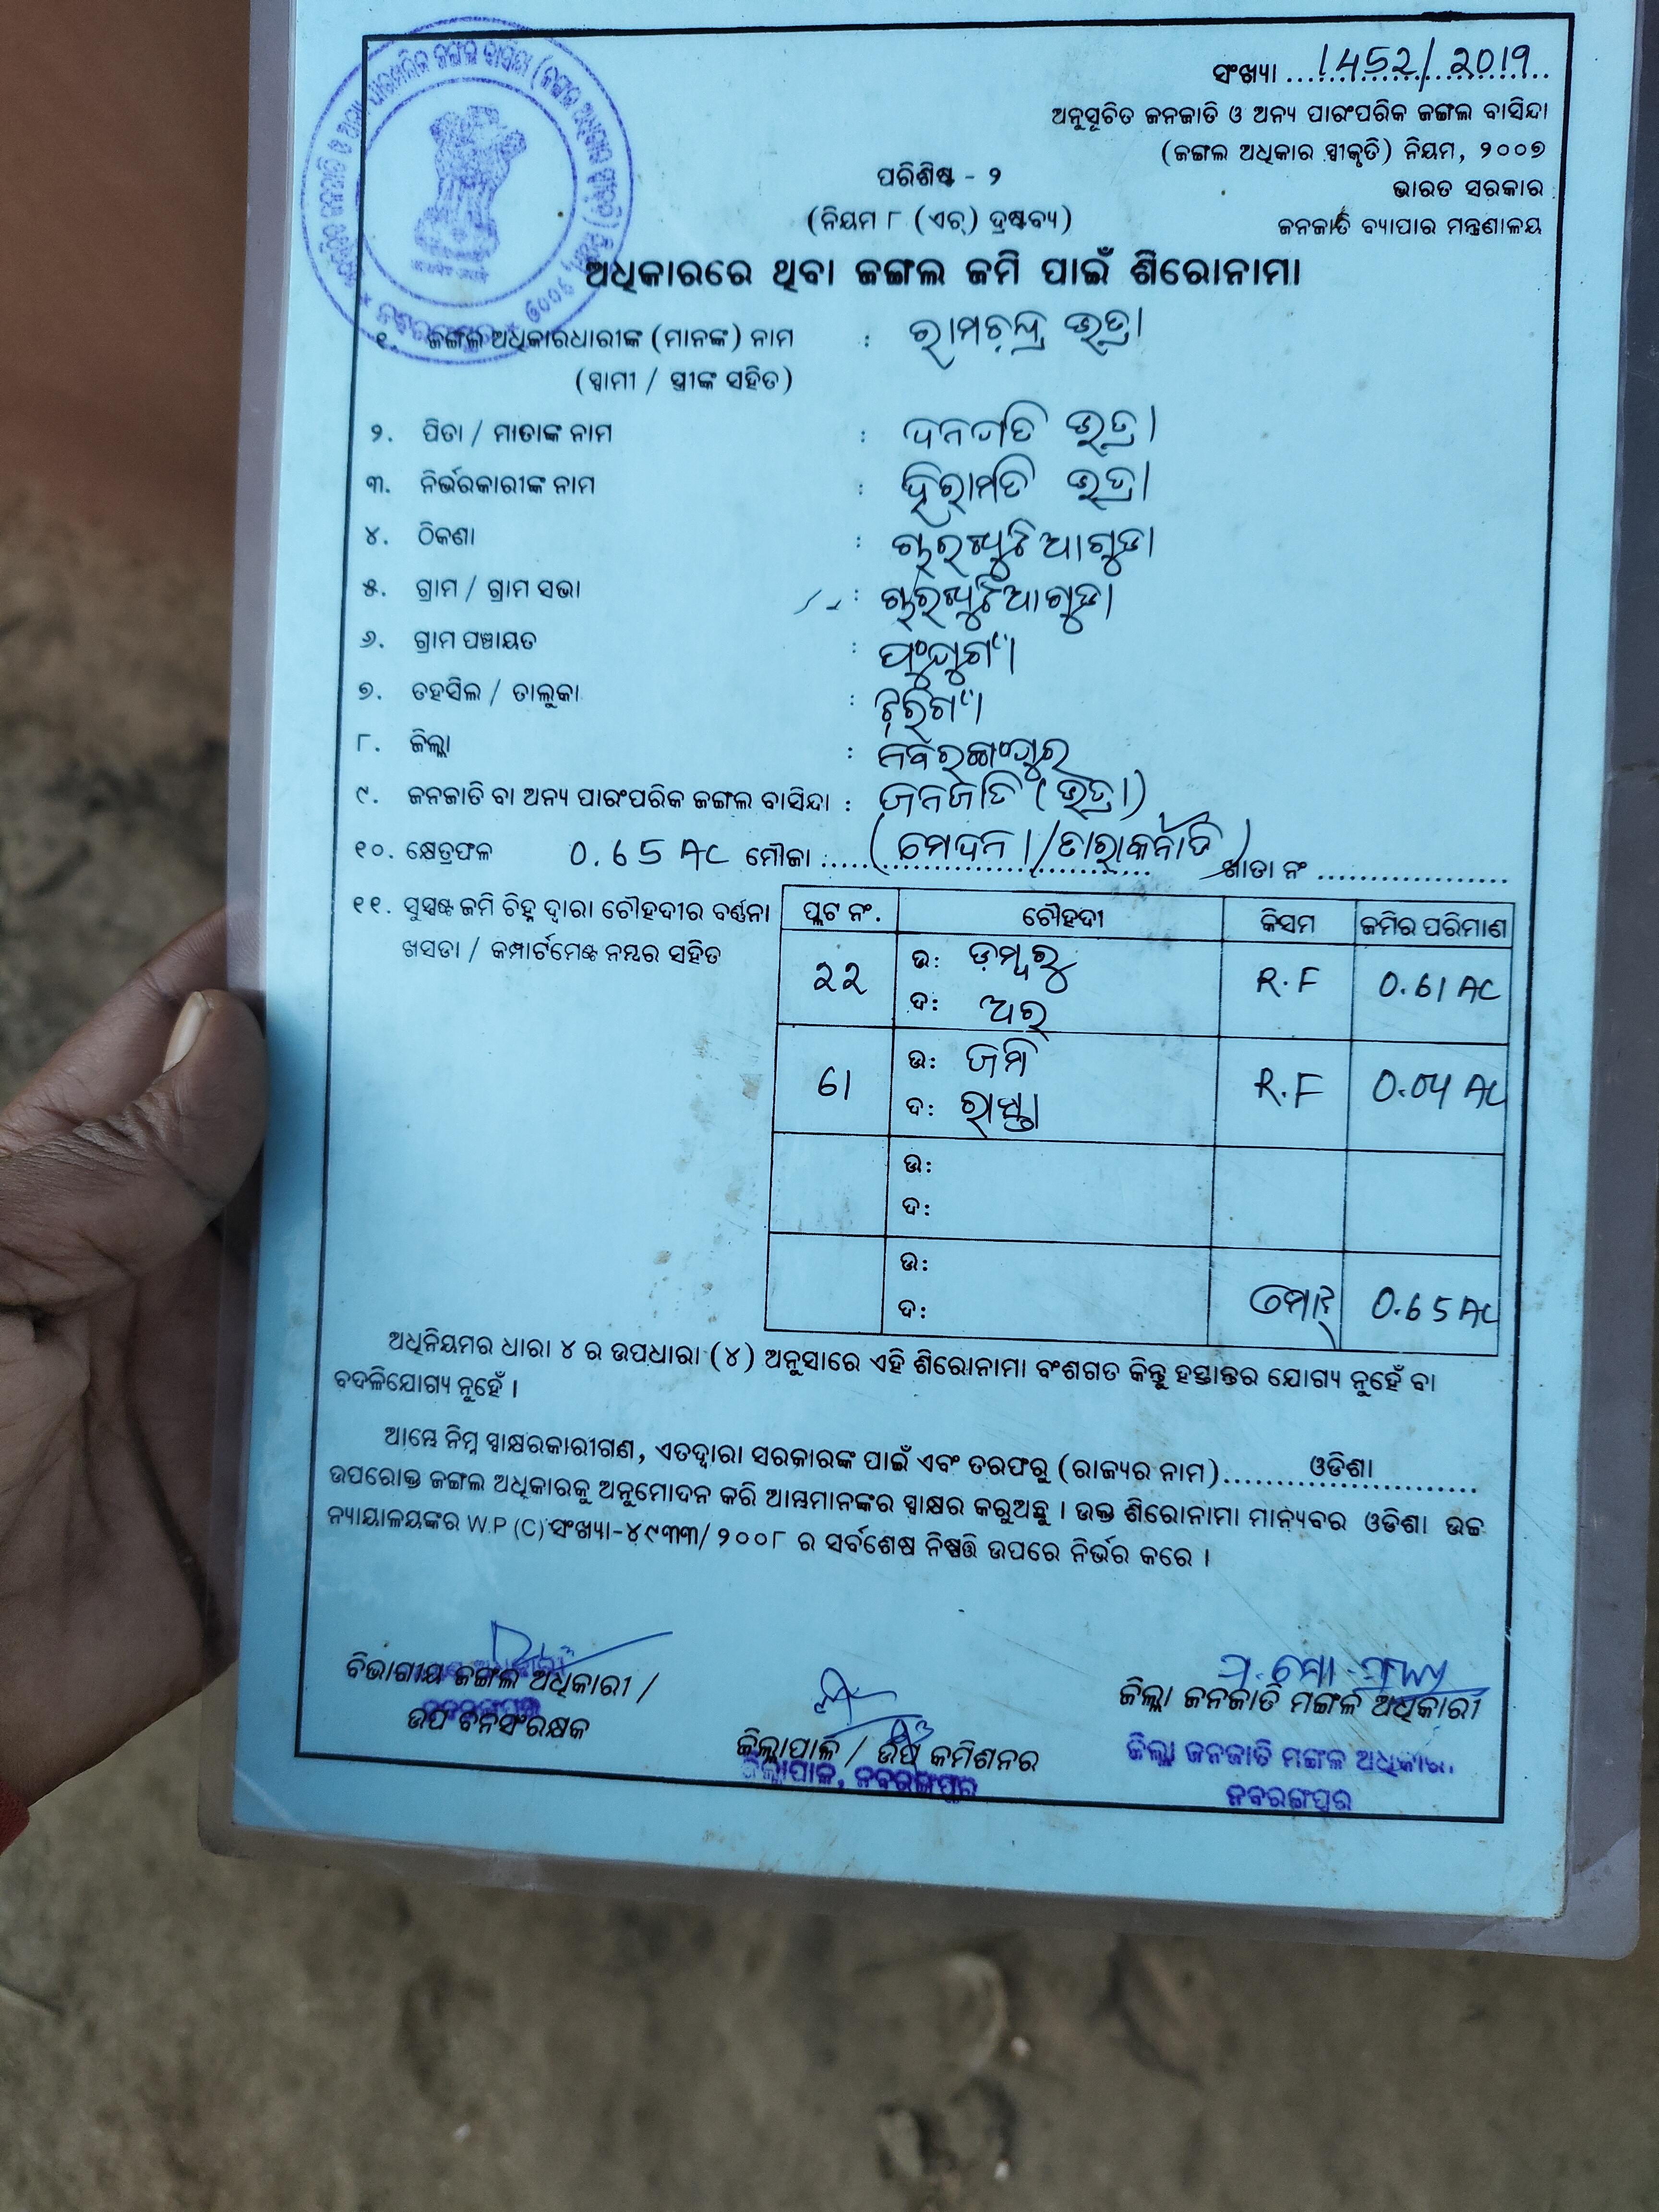 ସଂଖ୍ୟା ...1452/2019...
ଅନୁସୂଚିତ ଜନଜାତି ଓ ଅନ୍ୟ ପାରଂପରିକ ଜଙ୍ଗଲ ବାସିନ୍ଦା
(ଜଙ୍ଗଲ ଅଧିକାର ସ୍ୱୀକୃତି) ନିୟମ, ୨୦୦୭
ଭାରତ ସରକାର
ଜନଜାତି ବ୍ୟାପାର ମନ୍ତ୍ରଣାଳୟ
ପରିଶିଷ୍ଟ - ୨
(ନିୟମ ୮ (ଏଚ୍) ଦ୍ରଷ୍ଟବ୍ୟ)
ଅଧିକାରରେ ଥିବା ଜଙ୍ଗଲ ଜମି ପାଇଁ ଶିରୋନାମା
୧. ଜଙ୍ଗଲ ଅଧିକାରଧାରୀଙ୍କ (ମାନଙ୍କ) ନାମ : ରାମଚନ୍ଦ୍ର ଭତ୍ରା
(ସ୍ୱାମୀ / ସ୍ତ୍ରୀଙ୍କ ସହିତ)
୨. ପିତା / ମାତାଙ୍କ ନାମ : ଦନଗତି ଭତ୍ରା
୩. ନିର୍ଭରକାରୀଙ୍କ ନାମ : ହିରାମତି ଭତ୍ରା
୪. ଠିକଣା :
୫. ଗ୍ରାମ / ଗ୍ରାମ ସଭା :
୬. ଗ୍ରାମ ପଞ୍ଚାୟତ :
୭. ତହସିଲ / ତାଲୁକା : ଝରିଗାଁ
୮. ଜିଲ୍ଲା : ନବରଙ୍ଗପୁର
୯. ଜନଜାତି ବା ଅନ୍ୟ ପାରଂପରିକ ଜଙ୍ଗଲ ବାସିନ୍ଦା : ଜନଜାତି (ଭତ୍ରା)
୧୦. କ୍ଷେତ୍ରଫଳ 0.65 AC ମୌଜା ...... ଖାତା ନଂ ......
୧୧. ସୁସ୍ପଷ୍ଟ ଜମି ଚିହ୍ନ ଦ୍ୱାରା ଚୌହଦୀର ବର୍ଣ୍ଣନା
ଖସଡା / କମ୍ପାର୍ଟମେଣ୍ଟ ନମ୍ବର ସହିତ
ପ୍ଲଟ ନଂ. ଚୌହଦୀ କିସମ ଜମିର ପରିମାଣ
22 ଉ: ଡମ୍ବରୁ R.F 0.61 AC
ଦ:
61 ଉ: ଜମି R.F 0.04 AC
ଦ: ରାସ୍ତା
ଉ:
ଦ:
ଉ:
ଦ: ମୋଟ 0.65 AC
ଅଧିନିୟମର ଧାରା ୪ ର ଉପଧାରା (୪) ଅନୁସାରେ ଏହି ଶିରୋନାମା ବଂଶଗତ କିନ୍ତୁ ହସ୍ତାନ୍ତର ଯୋଗ୍ୟ ନୁହେଁ ବା
ବଦଳିଯୋଗ୍ୟ ନୁହେଁ ।
ଆମ୍ଭେ ନିମ୍ନ ସ୍ୱାକ୍ଷରକାରୀଗଣ, ଏତଦ୍ୱାରା ସରକାରଙ୍କ ପାଇଁ ଏବଂ ତରଫରୁ (ରାଜ୍ୟର ନାମ)......ଓଡିଶା......
ଉପରୋକ୍ତ ଜଙ୍ଗଲ ଅଧିକାରକୁ ଅନୁମୋଦନ କରି ଆମ୍ଭମାନଙ୍କର ସ୍ୱାକ୍ଷର କରୁଅଛୁ । ଉକ୍ତ ଶିରୋନାମା ମାନ୍ୟବର ଓଡିଶା ଉଚ୍ଚ
ନ୍ୟାୟାଳୟଙ୍କର W.P (C) ସଂଖ୍ୟା-୪୯୩୩/ ୨୦୦୮ ର ସର୍ବଶେଷ ନିଷ୍ପତ୍ତି ଉପରେ ନିର୍ଭର କରେ ।
ବିଭାଗୀୟ ଜଙ୍ଗଲ ଅଧିକାରୀ /
ଉପ ବନସଂରକ୍ଷକ
ଜିଲ୍ଲାପାଳ / ଉପ କମିଶନର
ଜିଲ୍ଲାପାଳ, ନବରଙ୍ଗପୁର
ଜିଲ୍ଲା ଜନଜାତି ମଙ୍ଗଳ ଅଧିକାରୀ
ଜିଲ୍ଲା ଜନଜାତି ମଙ୍ଗଳ ଅଧିକାରୀ
ନବରଙ୍ଗପୁର